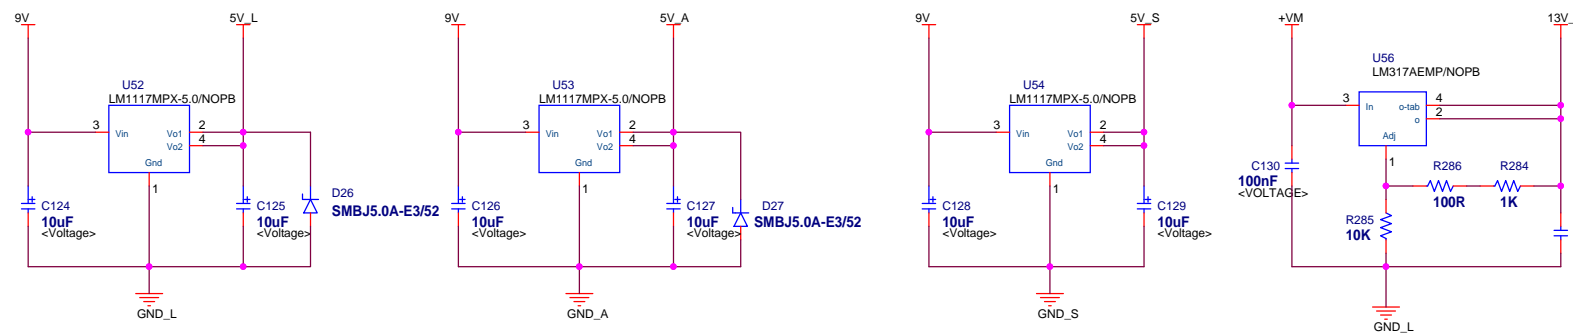 9V
5V_L
U52
LM1117MPX-5.0/NOPB
3
Vin
Vo1
2
Vo2
4
Gnd
1
C124
10uF
<Voltage>
C125
10uF
<Voltage>
D26
SMBJ5.0A-E3/52
GND_L
9V
5V_A
U53
LM1117MPX-5.0/NOPB
3
Vin
Vo1
2
Vo2
4
Gnd
1
C126
10uF
<Voltage>
C127
10uF
<Voltage>
D27
SMBJ5.0A-E3/52
GND_A
9V
5V_S
U54
LM1117MPX-5.0/NOPB
3
Vin
Vo1
2
Vo2
4
Gnd
1
C128
10uF
<Voltage>
C129
10uF
<Voltage>
GND_S
+VM
13V_
U56
LM317AEMP/NOPB
3
In
o-tab
4
o
2
Adj
1
C130
100nF
<VOLTAGE>
R286
100R
R284
1K
R285
10K
GND_L